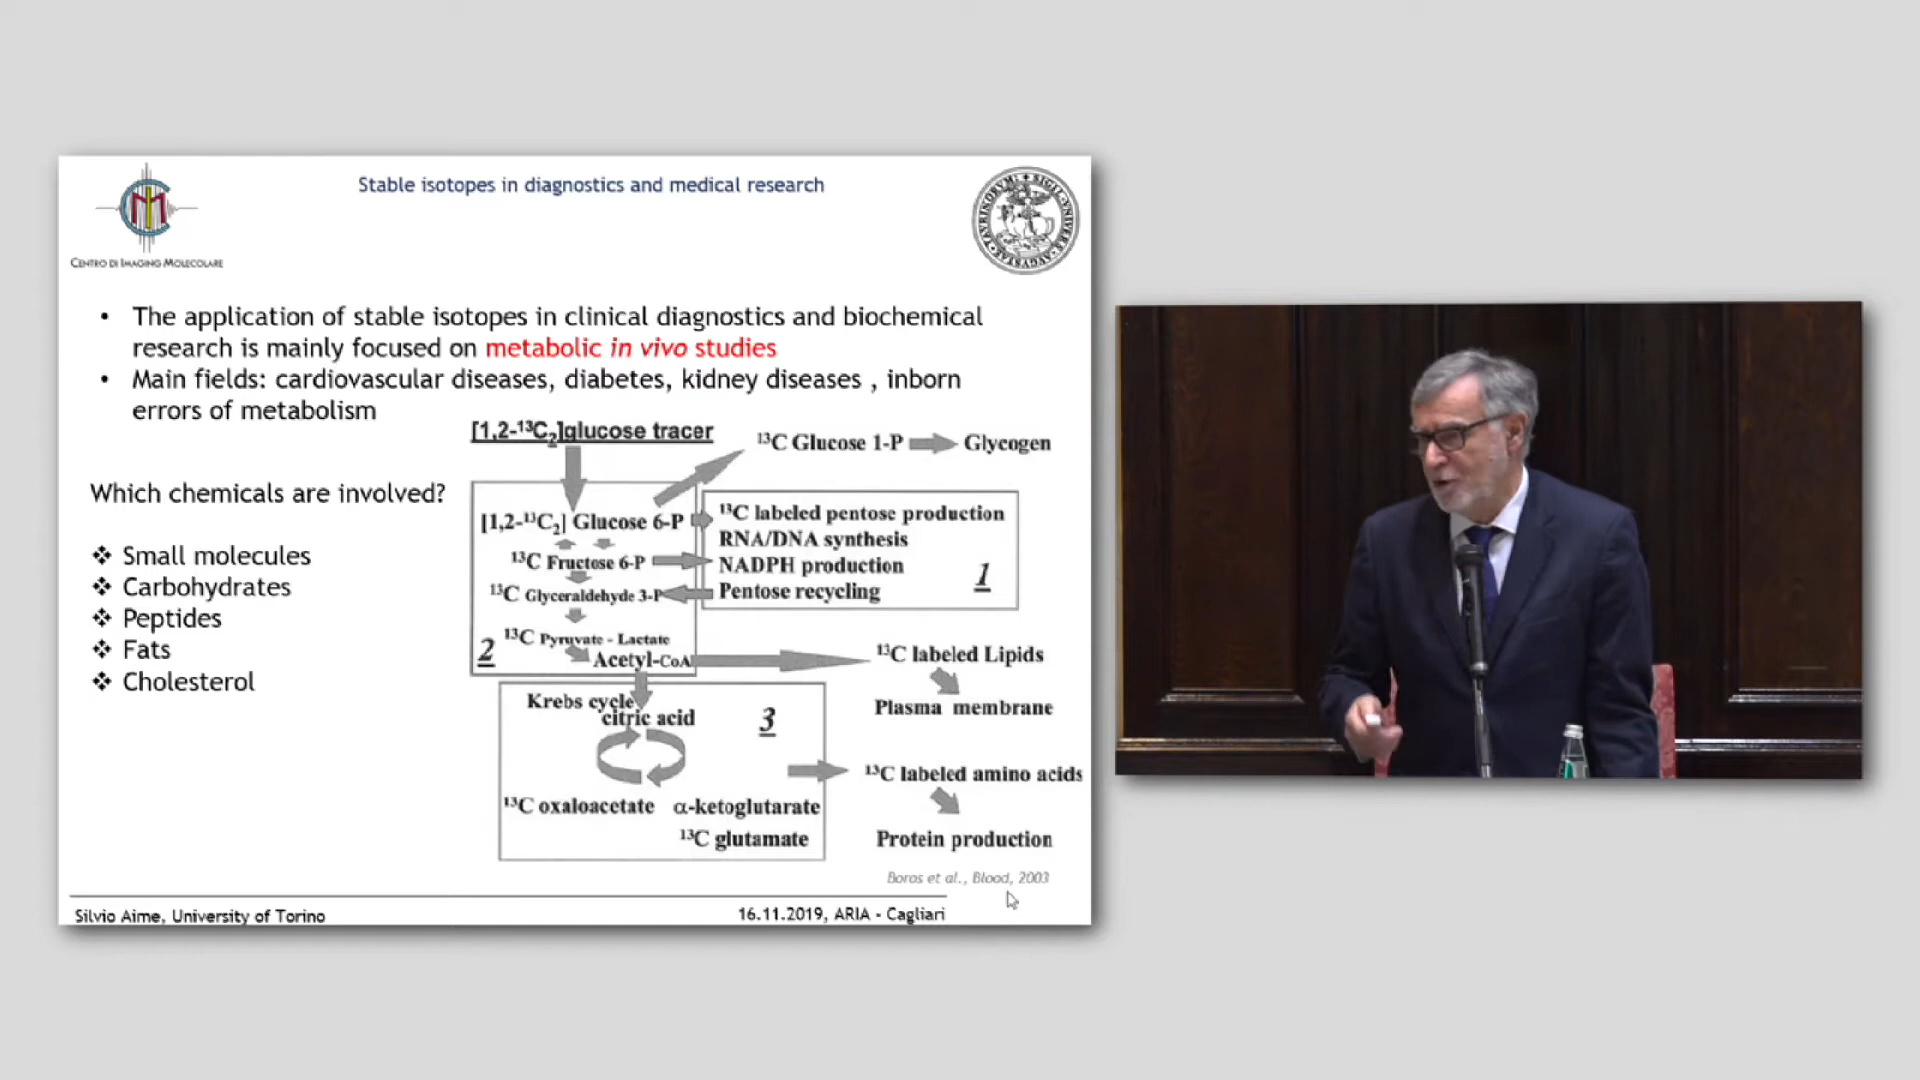 Stable isotopes in diagnostics and medical research
CENTRO DI IMAGING MOLECOLARE
• The application of stable isotopes in clinical diagnostics and biochemical
research is mainly focused on metabolic in vivo studies
• Main fields: cardiovascular diseases, diabetes, kidney diseases , inborn
errors of metabolism
Which chemicals are involved?
❖ Small molecules
❖ Carbohydrates
❖ Peptides
❖ Fats
❖ Cholesterol
[1,2-¹³C₂]glucose tracer
¹³C Glucose 1-P
Glycogen
[1,2-¹³C₂] Glucose 6-P
¹³C Fructose 6-P
¹³C Glyceraldehyde 3-P
¹³C Pyruvate - Lactate
2
Acetyl-CoA
¹³C labeled pentose production
RNA/DNA synthesis
NADPH production
Pentose recycling
1
¹³C labeled Lipids
Plasma membrane
Krebs cycle
citric acid
3
¹³C oxaloacetate
α-ketoglutarate
¹³C glutamate
¹³C labeled amino acids
Protein production
Boros et al., Blood, 2003
Silvio Aime, University of Torino
16.11.2019, ARIA - Cagliari